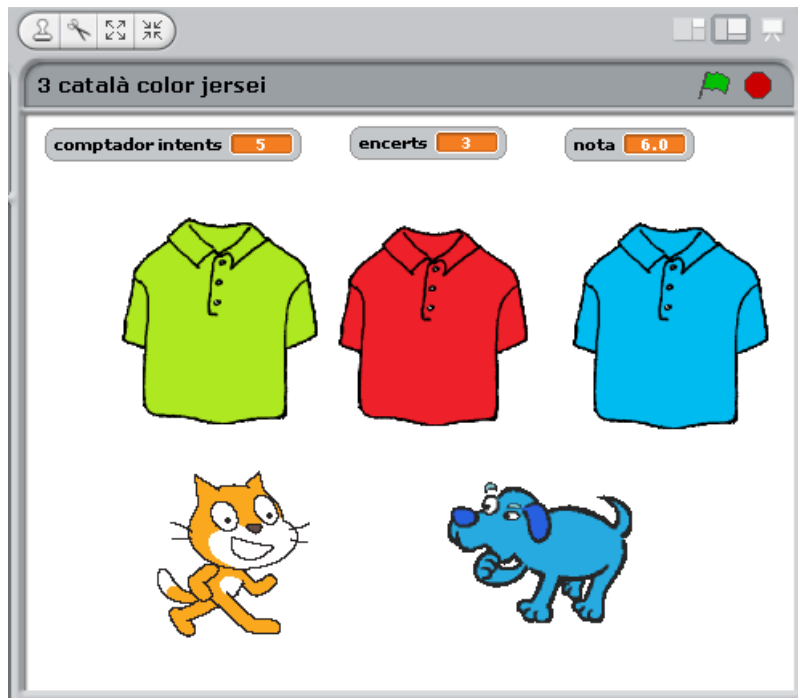 3 català color jersei
comptador intents 5 encerts 3 nota 6.0